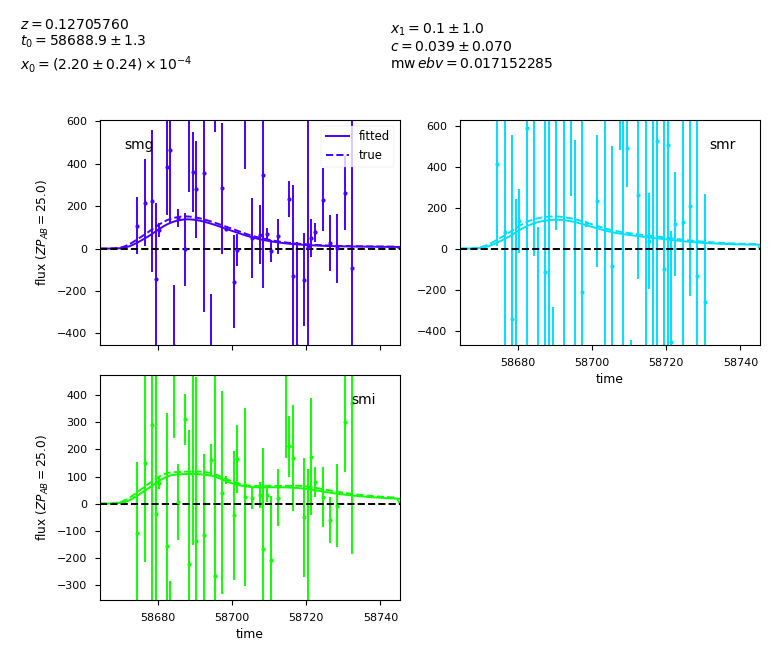 z = 0.12705760
t₀ = 58688.9 ± 1.3
x₀ = (2.20 ± 0.24) × 10⁻⁴
x₁ = 0.1 ± 1.0
c = 0.039 ± 0.070
mw ebv = 0.017152285
smg
fitted
true
600
400
200
0
−200
−400
flux (ZP_AB = 25.0)
smr
600
400
200
0
−200
−400
58680
58700
58720
58740
time
smi
400
300
200
100
0
−100
−200
−300
flux (ZP_AB = 25.0)
58680
58700
58720
58740
time